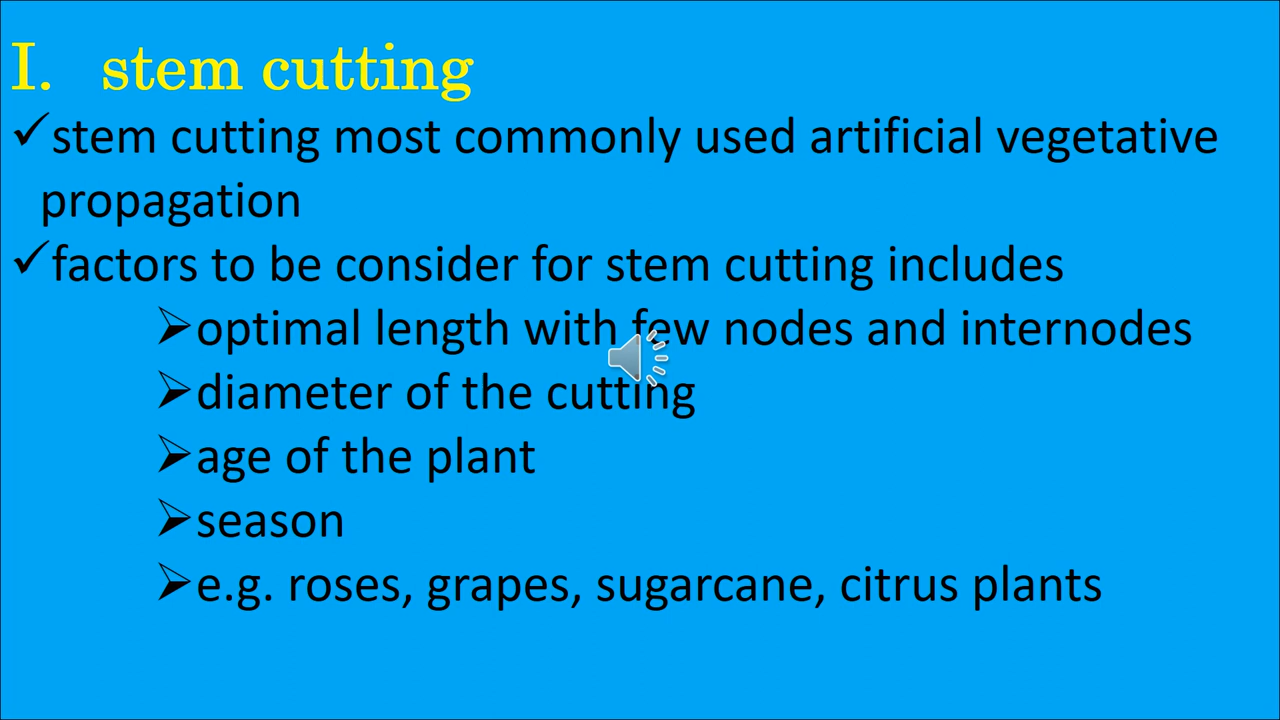 I. stem cutting
✓stem cutting most commonly used artificial vegetative
propagation
✓factors to be consider for stem cutting includes
➢optimal length with few nodes and internodes
➢diameter of the cutting
➢age of the plant
➢season
➢e.g. roses, grapes, sugarcane, citrus plants